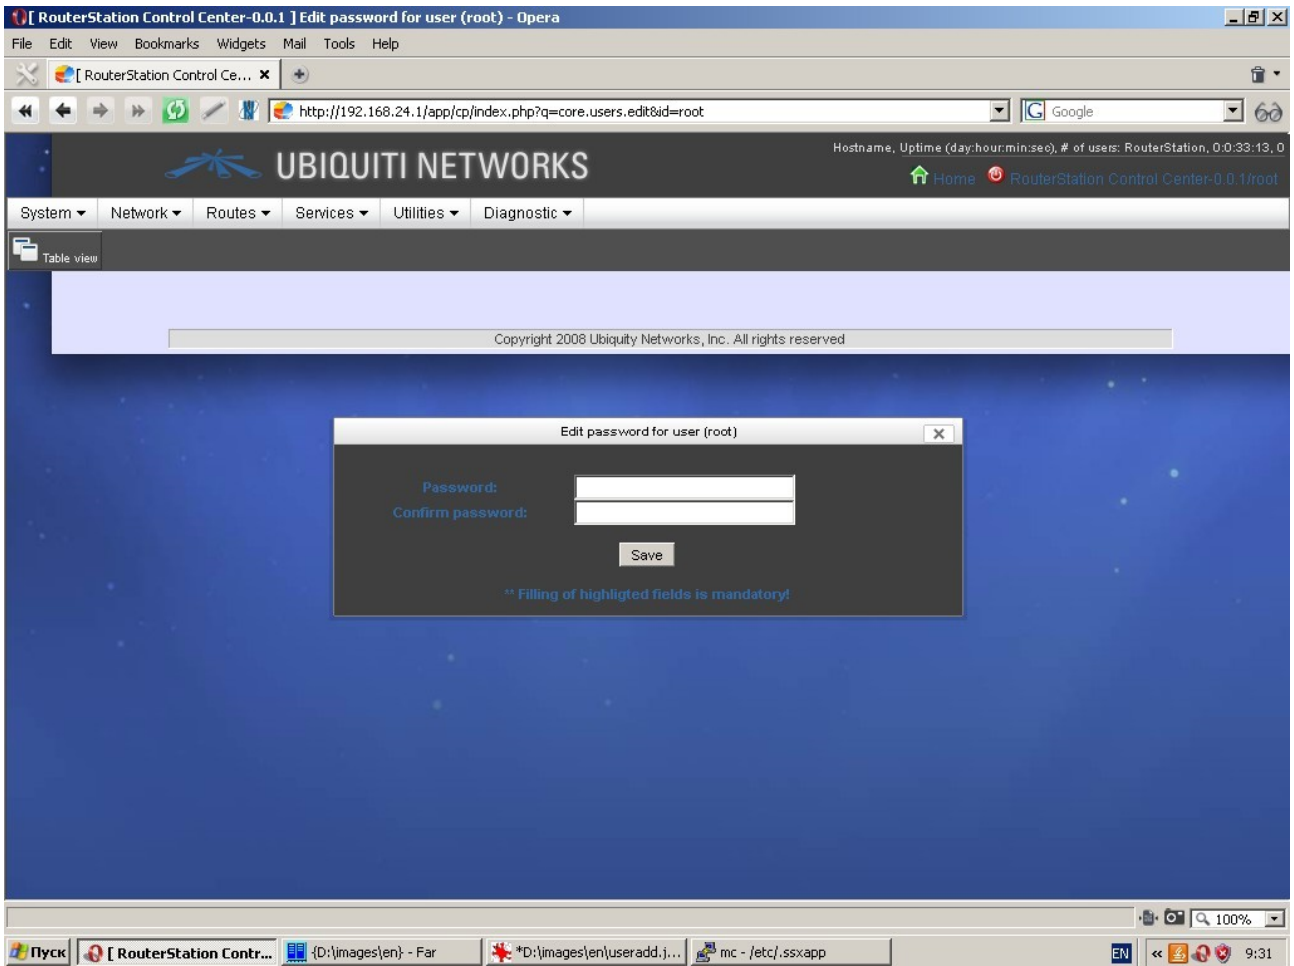 [ RouterStation Control Center-0.0.1 ] Edit password for user (root) - Opera
File Edit View Bookmarks Widgets Mail Tools Help
[ RouterStation Control Ce...
http://192.168.24.1/app/cp/index.php?q=core.users.edit&id=root
G Google
UBIQUITI NETWORKS
Hostname, Uptime (day:hour:min:sec), # of users: RouterStation, 0:0:33:13, 0
Home RouterStation Control Center-0.0.1/root
System Network Routes Services Utilities Diagnostic
Table view
Copyright 2008 Ubiquity Networks, Inc. All rights reserved
Edit password for user (root)
Password:
Confirm password:
Save
** Filling of highligted fields is mandatory!
100%
Пуск [ RouterStation Contr... {D:\images\en} - Far *D:\images\en\useradd.j... mc - /etc/.ssxapp EN « 9:31